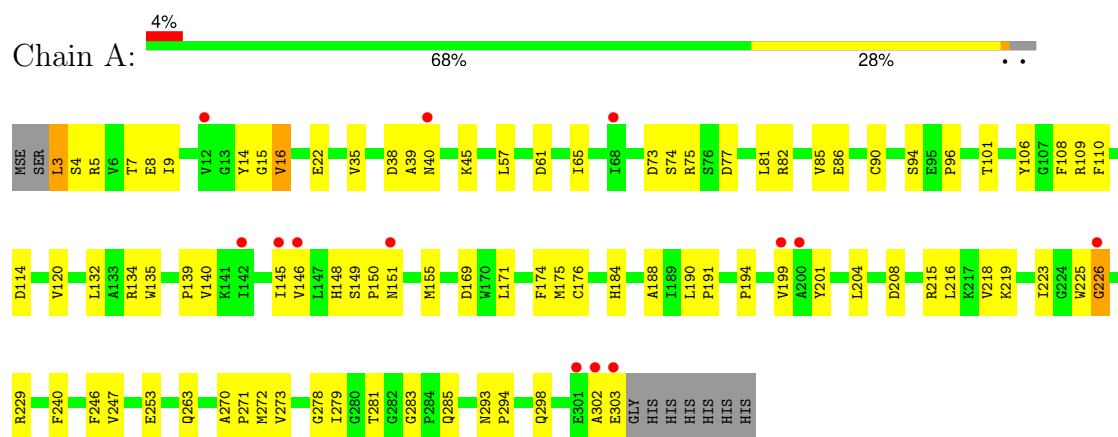 4%
Chain A:
68% 28%
MSE SER L3 S4 R5 V6 T7 E8 I9 V12 G13 Y14 G15 V16 E22 V35 D38 A39 N40 K45 L57 D61 I65 I68 D73 S74 R75 S76 D77 L81 R82 V85 E86 C90 S94 E95 P96 T101 Y106 G107 F108 R109 F110
D114 V120 L132 A133 R134 W135 P139 V140 K141 I142 I145 V146 L147 H148 S149 P150 N151 M155 D169 W170 L171 F174 M175 C176 H184 A188 I189 L190 P191 P194 V199 A200 Y201 L204 D208 R215 L216 K217 V218 K219 I223 G224 W225 G226
R229 F240 F246 V247 E253 Q263 A270 P271 M272 V273 G278 I279 G280 T281 G282 G283 P284 Q285 N293 P294 Q298 E301 A302 E303 GLY HIS HIS HIS HIS HIS HIS